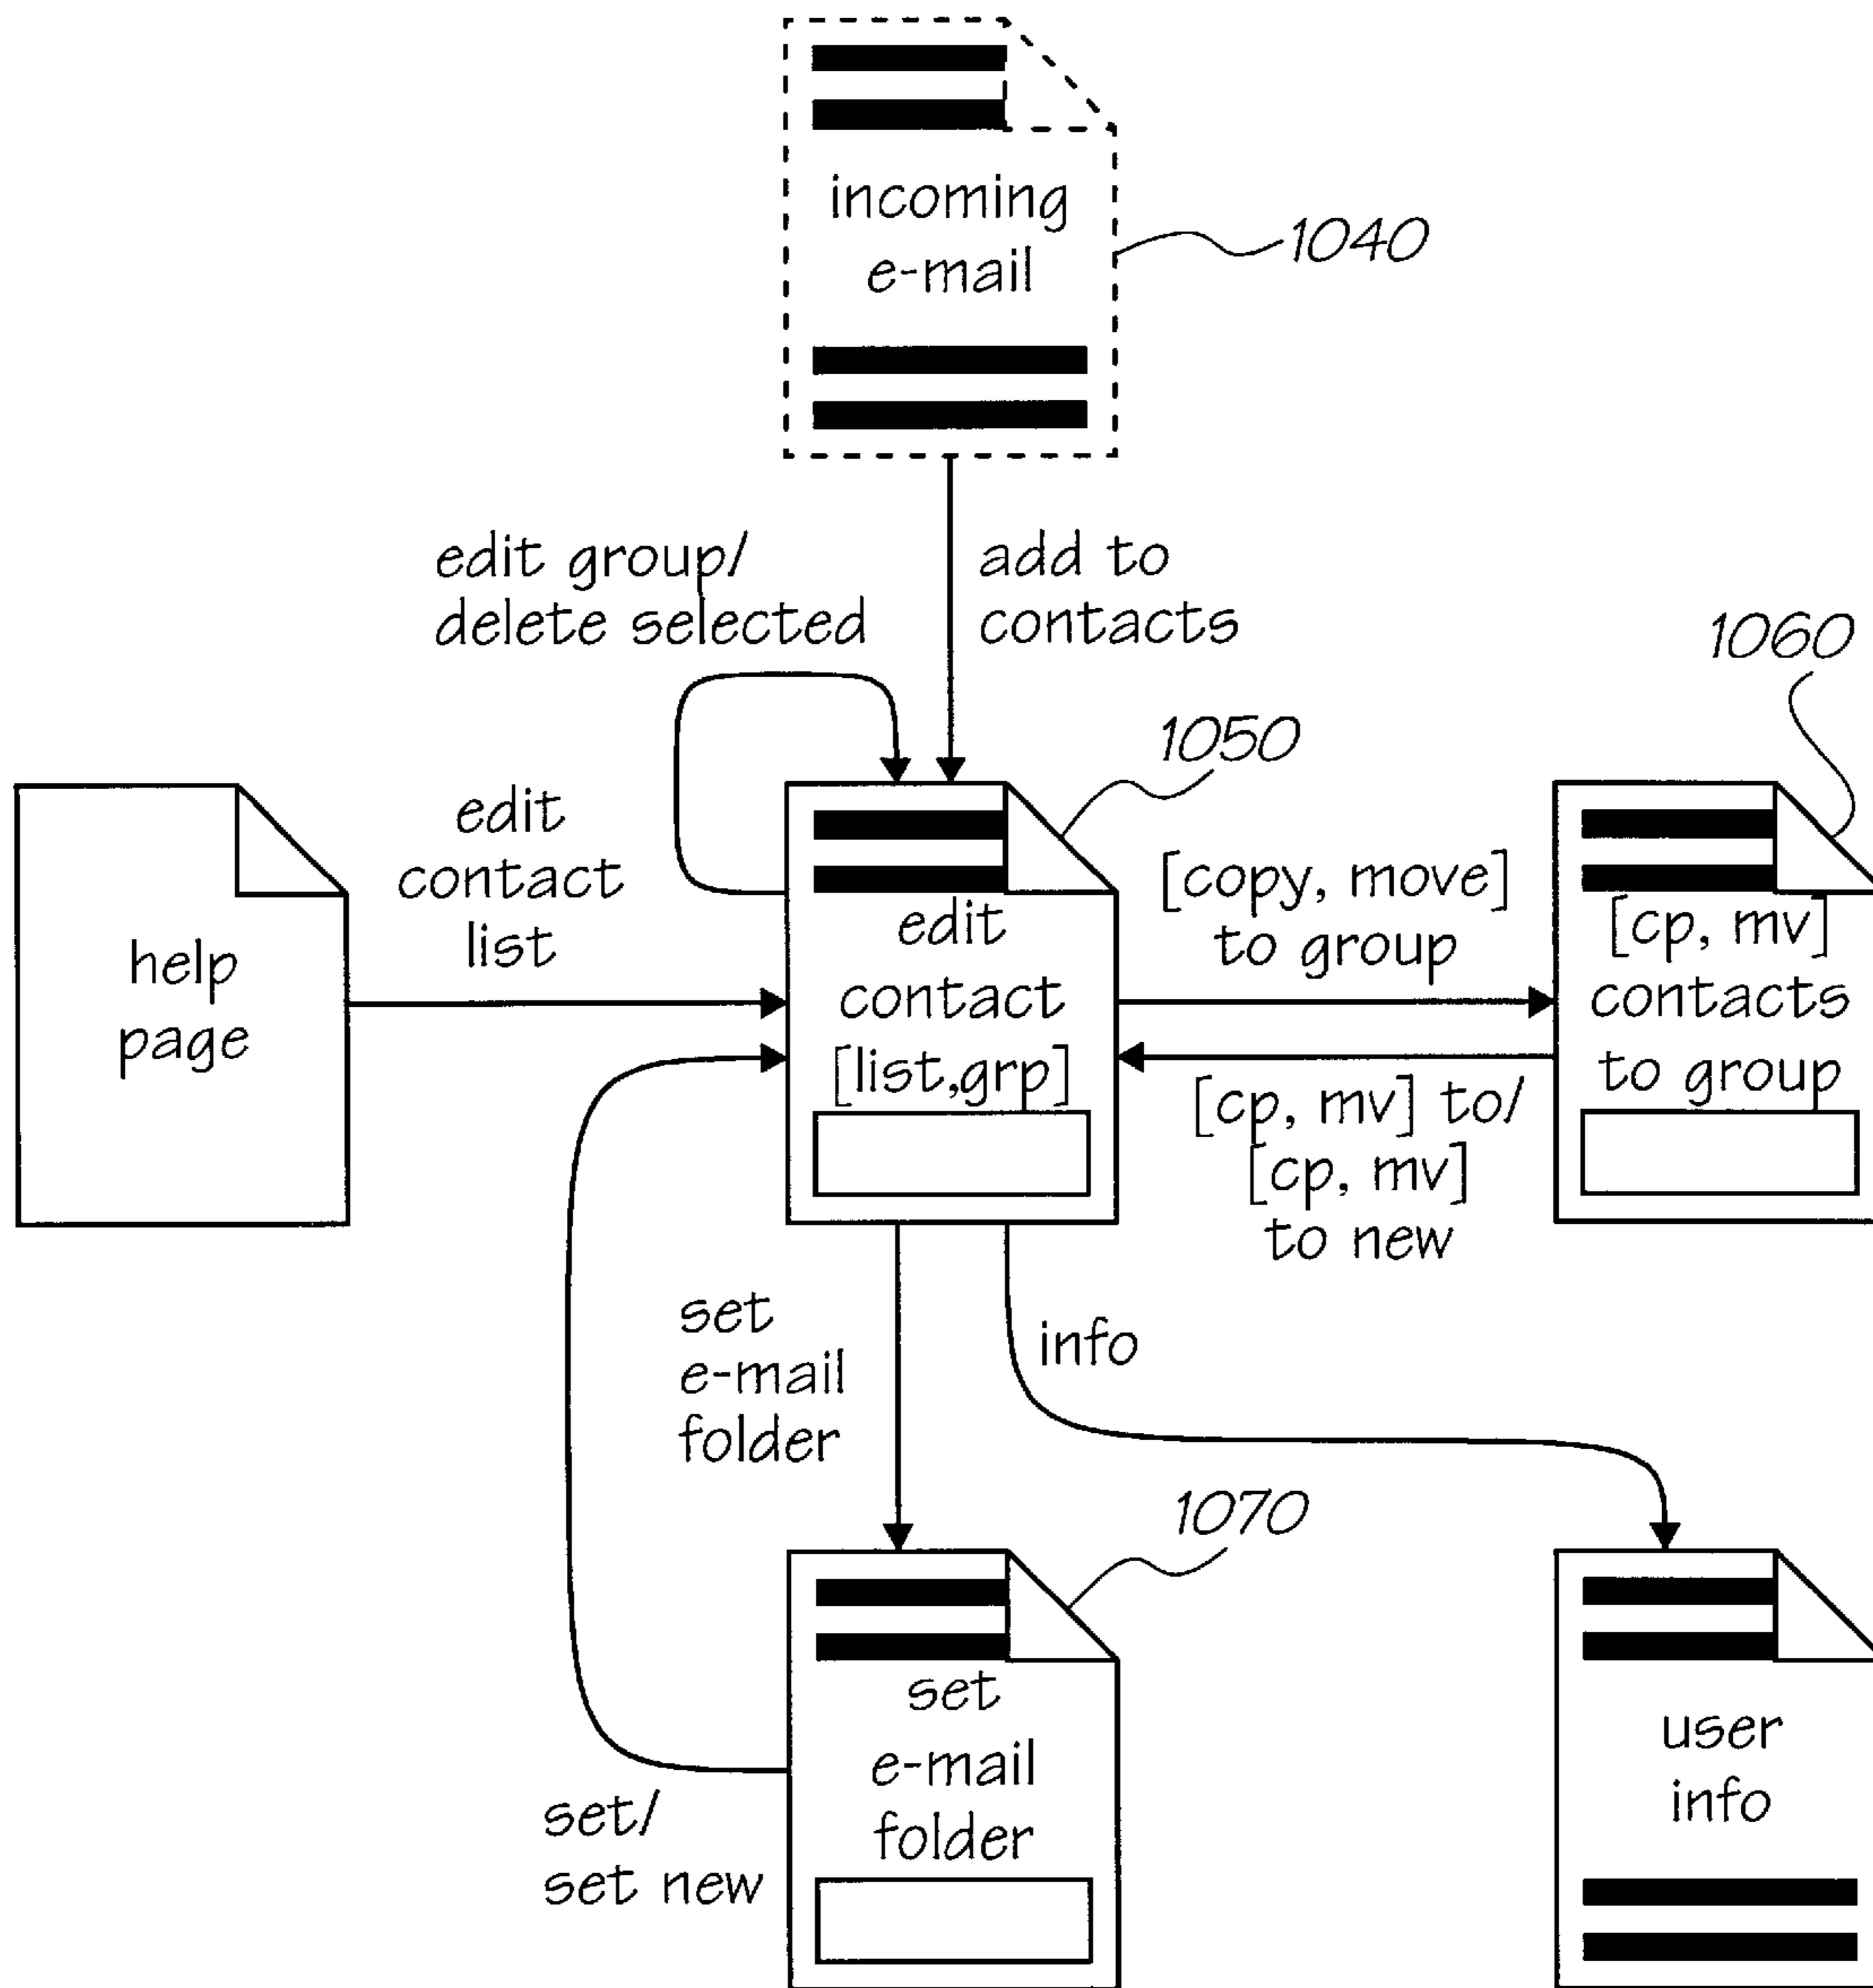 incoming
e-mail
1040
edit group/
delete selected
add to
contacts
1060
1050
edit
contact
list
help
page
edit
contact
[list,grp]
[copy, move]
to group
[cp, mv] to/
[cp, mv]
to new
[cp, mv]
contacts
to group
set
e-mail
folder
info
1070
set
e-mail
folder
set/
set new
user
info